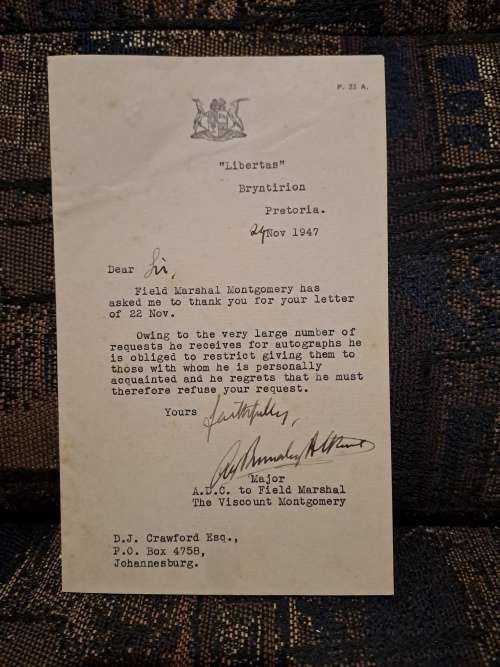 P. 22 A.
"Libertas"
Bryntirion
Pretoria.
24 Nov 1947
Dear Sir,
Field Marshal Montgomery has
asked me to thank you for your letter
of 22 Nov.
Owing to the very large number of
requests he receives for autographs he
is obliged to restrict giving them to
those with whom he is personally
acquainted and he regrets that he must
therefore refuse your request.
Yours faithfully,
Major
A.D.C. to Field Marshal
The Viscount Montgomery
D.J. Crawford Esq.,
P.O. Box 4758,
Johannesburg.